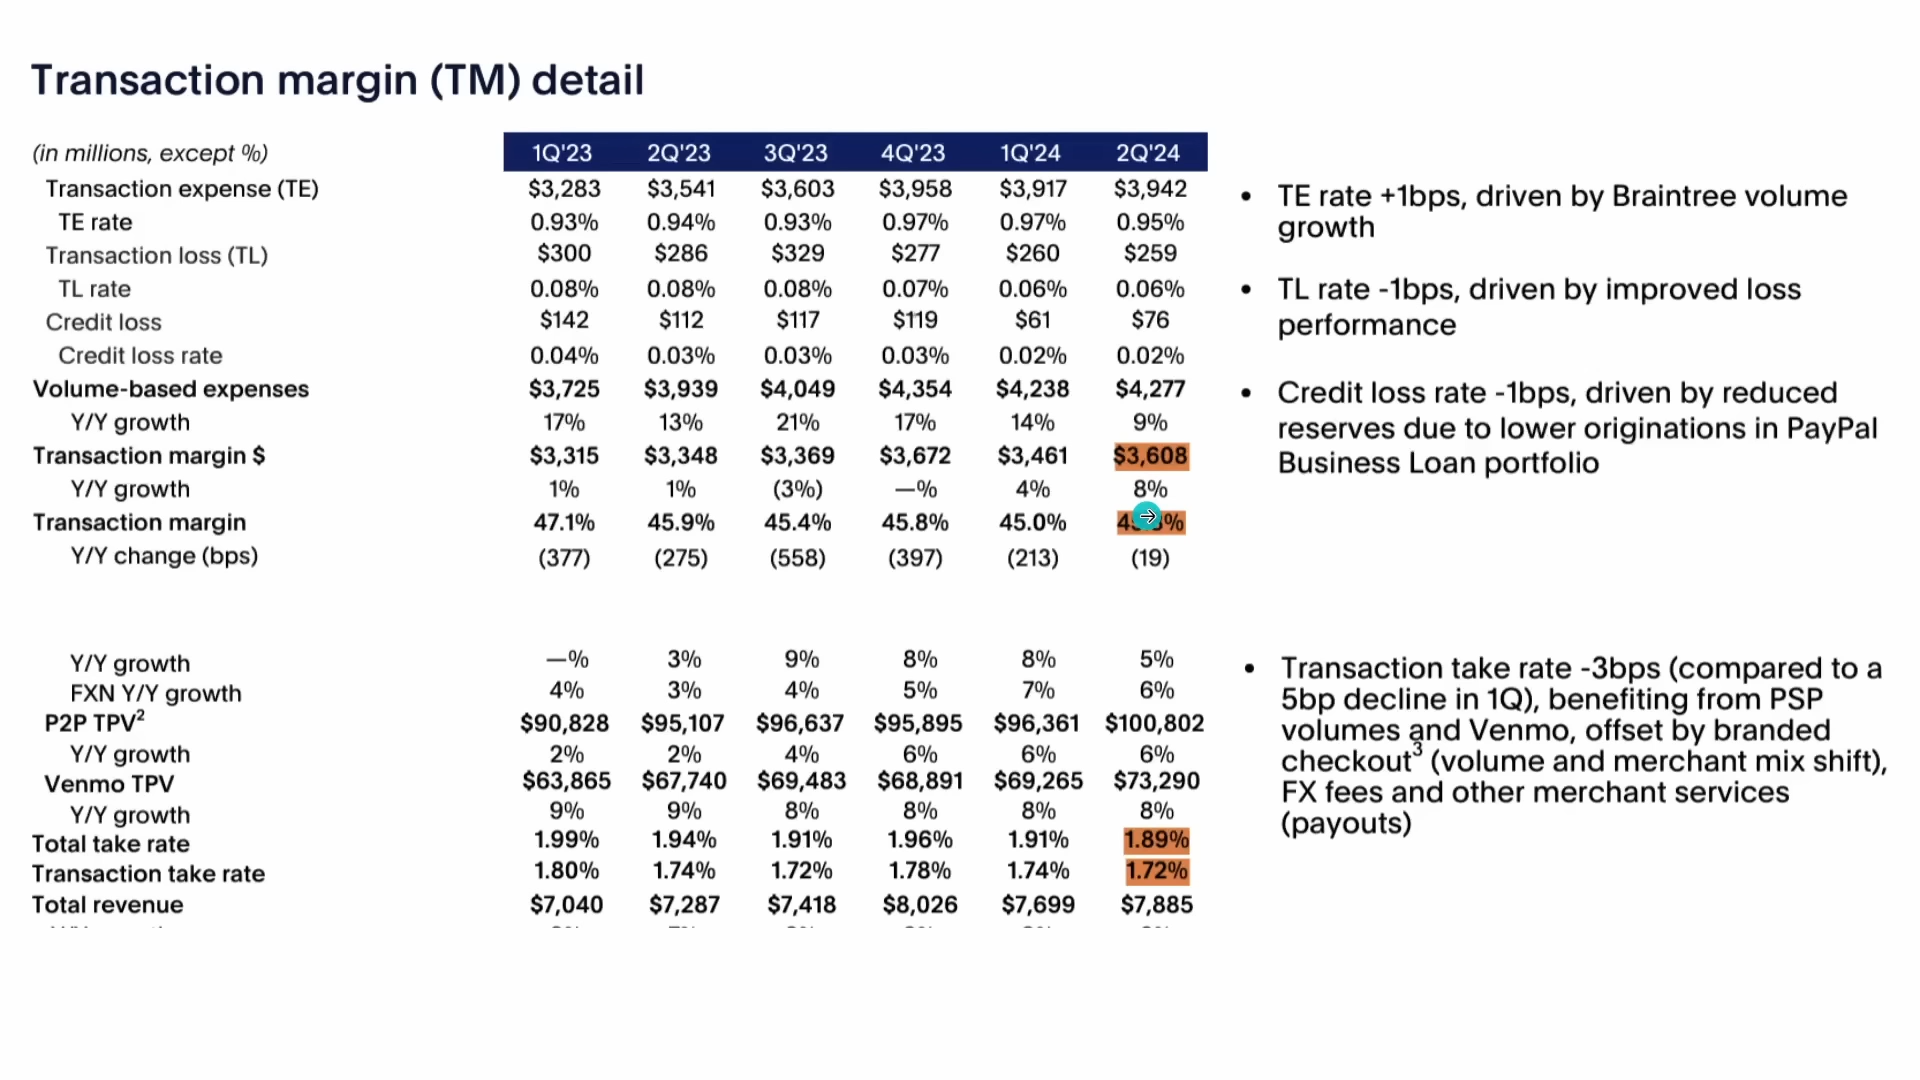 Transaction margin (TM) detail
(in millions, except %) 1Q'23 2Q'23 3Q'23 4Q'23 1Q'24 2Q'24
Transaction expense (TE) $3,283 $3,541 $3,603 $3,958 $3,917 $3,942
TE rate 0.93% 0.94% 0.93% 0.97% 0.97% 0.95%
Transaction loss (TL) $300 $286 $329 $277 $260 $259
TL rate 0.08% 0.08% 0.08% 0.07% 0.06% 0.06%
Credit loss $142 $112 $117 $119 $61 $76
Credit loss rate 0.04% 0.03% 0.03% 0.03% 0.02% 0.02%
Volume-based expenses $3,725 $3,939 $4,049 $4,354 $4,238 $4,277
Y/Y growth 17% 13% 21% 17% 14% 9%
Transaction margin $ $3,315 $3,348 $3,369 $3,672 $3,461 $3,608
Y/Y growth 1% 1% (3%) —% 4% 8%
Transaction margin 47.1% 45.9% 45.4% 45.8% 45.0%
Y/Y change (bps) (377) (275) (558) (397) (213) (19)
Y/Y growth —% 3% 9% 8% 8% 5%
FXN Y/Y growth 4% 3% 4% 5% 7% 6%
P2P TPV2 $90,828 $95,107 $96,637 $95,895 $96,361 $100,802
Y/Y growth 2% 2% 4% 6% 6% 6%
Venmo TPV $63,865 $67,740 $69,483 $68,891 $69,265 $73,290
Y/Y growth 9% 9% 8% 8% 8% 8%
Total take rate 1.99% 1.94% 1.91% 1.96% 1.91% 1.89%
Transaction take rate 1.80% 1.74% 1.72% 1.78% 1.74% 1.72%
Total revenue $7,040 $7,287 $7,418 $8,026 $7,699 $7,885
• TE rate +1bps, driven by Braintree volume
growth
• TL rate -1bps, driven by improved loss
performance
• Credit loss rate -1bps, driven by reduced
reserves due to lower originations in PayPal
Business Loan portfolio
• Transaction take rate -3bps (compared to a
5bp decline in 1Q), benefiting from PSP
volumes and Venmo, offset by branded
checkout3 (volume and merchant mix shift),
FX fees and other merchant services
(payouts)